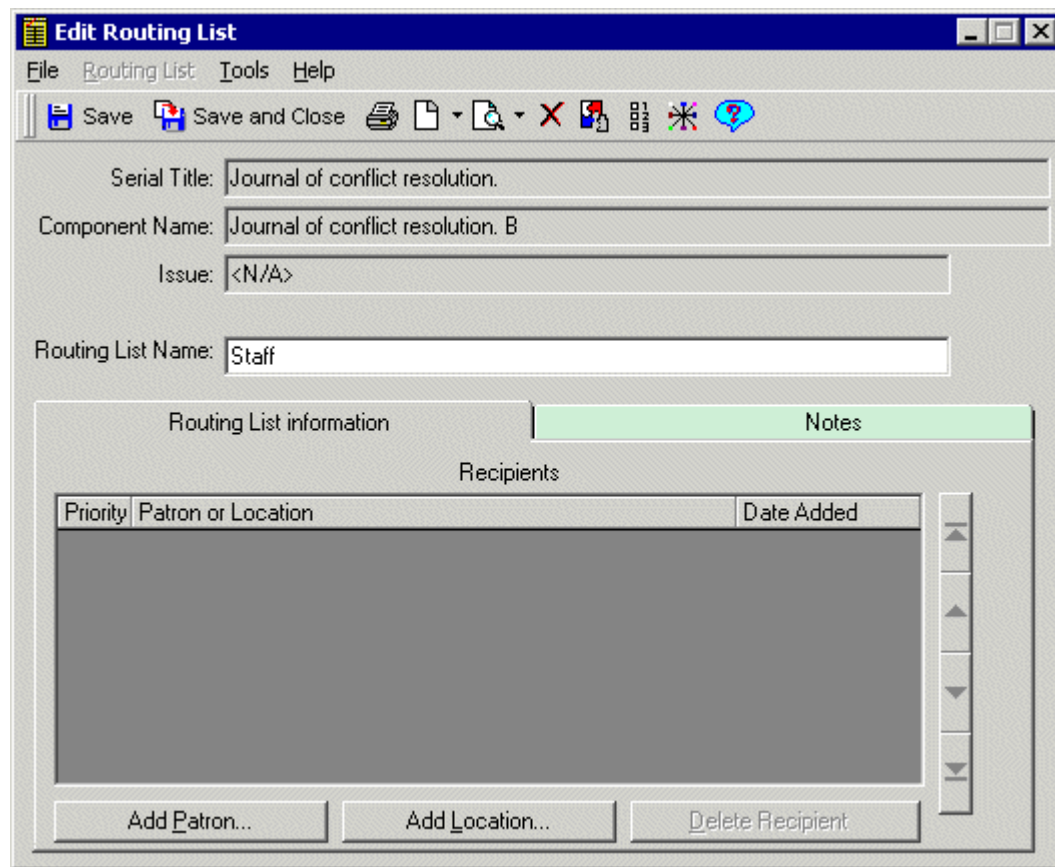 Edit Routing List
File Routing List Tools Help
Save Save and Close
Serial Title: Journal of conflict resolution.
Component Name: Journal of conflict resolution. B
Issue: <N/A>
Routing List Name: Staff
Routing List information Notes
Recipients
Priority Patron or Location Date Added
Add Patron... Add Location... Delete Recipient